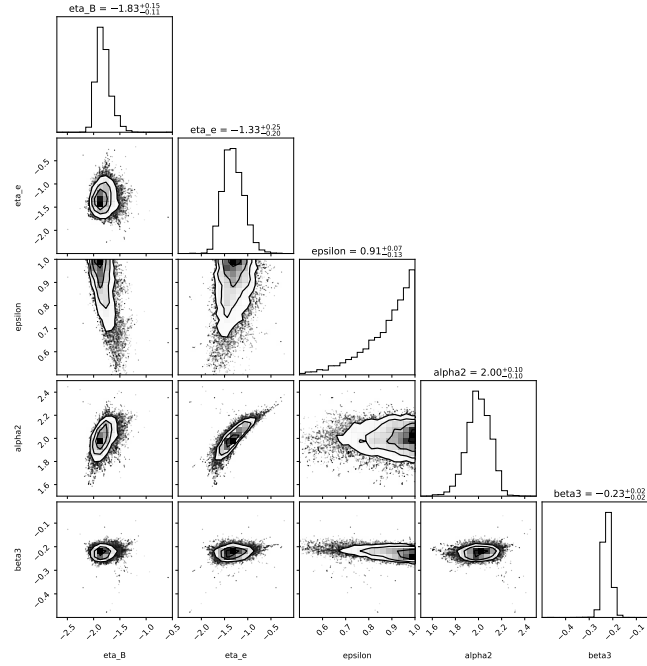 eta_B = −1.83+0.15−0.11
eta_e = −1.33+0.25−0.20
−0.5
−1.0
−1.5
−2.0
eta_e
epsilon = 0.91+0.07−0.13
1.0
0.9
0.8
0.7
0.6
epsilon
alpha2 = 2.00+0.10−0.10
2.4
2.2
2.0
1.8
1.6
alpha2
beta3 = −0.23+0.02−0.02
−0.1
−0.2
−0.3
−0.4
beta3
−2.5 −2.0 −1.5 −1.0 −0.5
−2.0 −1.5 −1.0 −0.5
0.6 0.7 0.8 0.9 1.0
1.6 1.8 2.0 2.2 2.4
−0.4 −0.3 −0.2 −0.1
eta_B eta_e epsilon alpha2 beta3